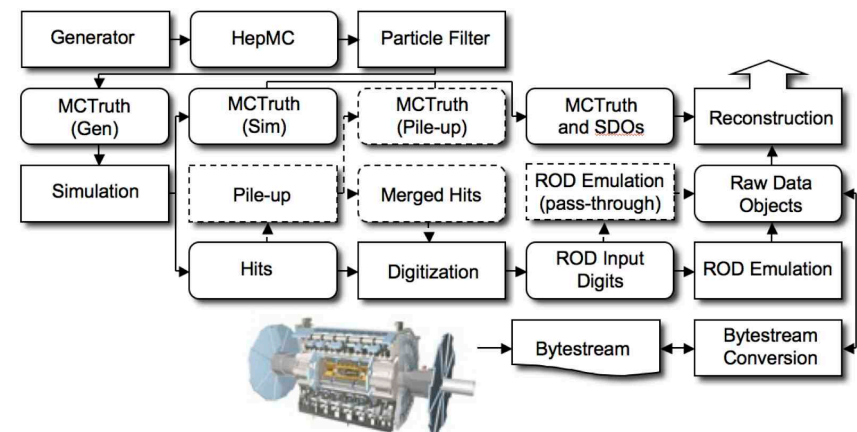 Generator
HepMC
Particle Filter
MCTruth
(Gen)
MCTruth
(Sim)
MCTruth
(Pile-up)
MCTruth
and SDOs
Reconstruction
Simulation
Pile-up
Merged Hits
ROD Emulation
(pass-through)
Raw Data
Objects
Hits
Digitization
ROD Input
Digits
ROD Emulation
Bytestream
Bytestream
Conversion